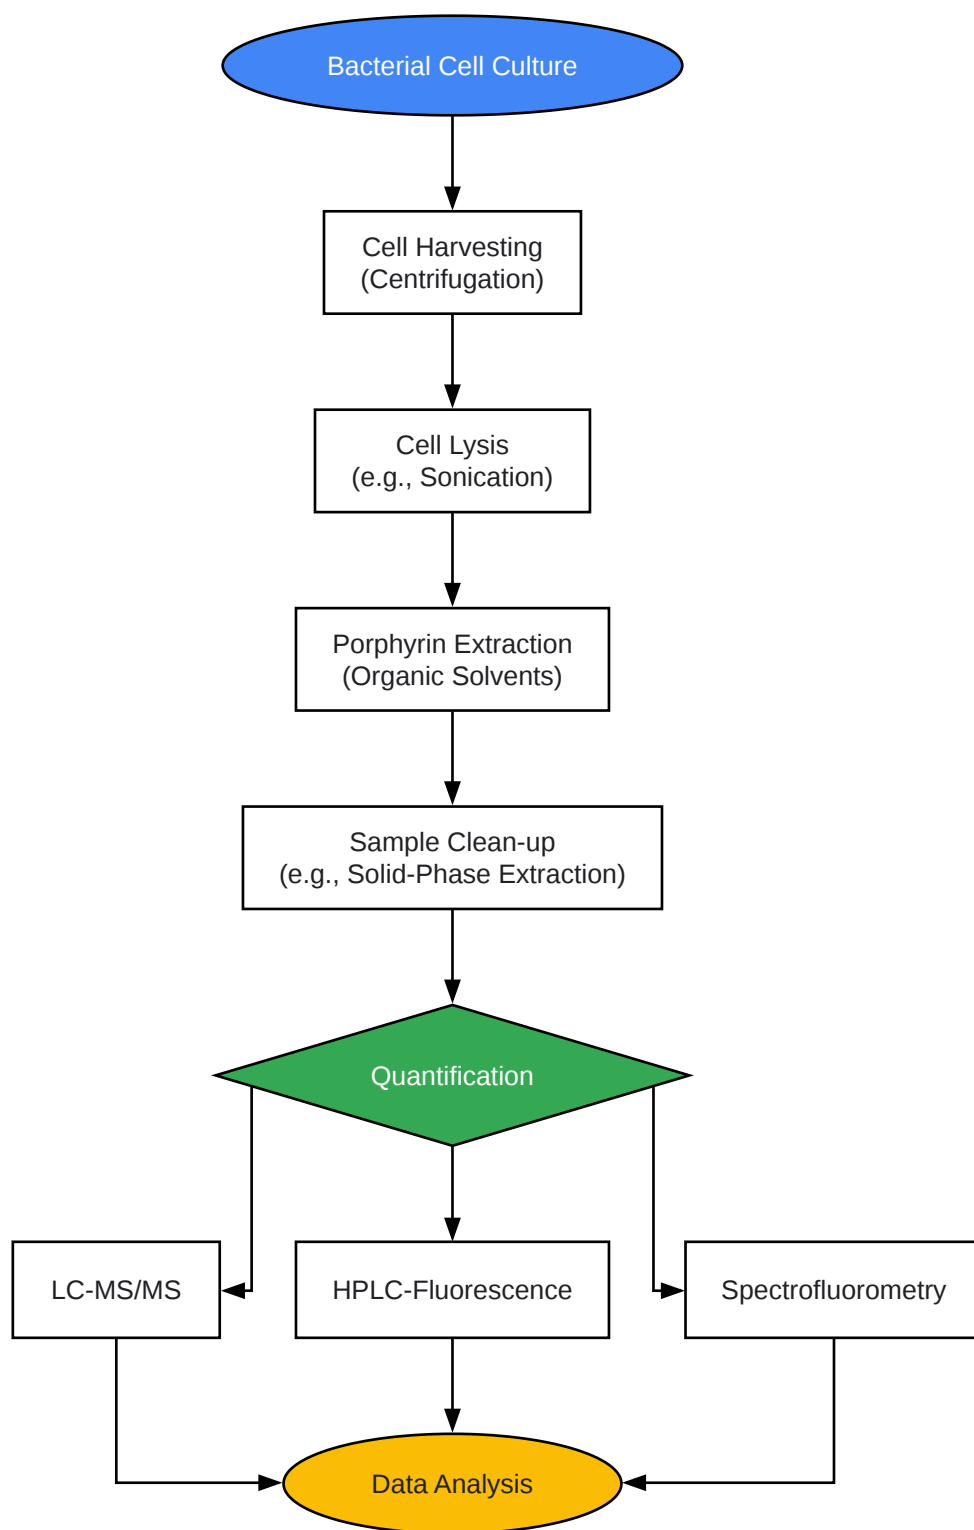 Bacterial Cell Culture
Cell Harvesting
(Centrifugation)
Cell Lysis
(e.g., Sonication)
Porphyrin Extraction
(Organic Solvents)
Sample Clean-up
(e.g., Solid-Phase Extraction)
Quantification
LC-MS/MS
HPLC-Fluorescence
Spectrofluorometry
Data Analysis